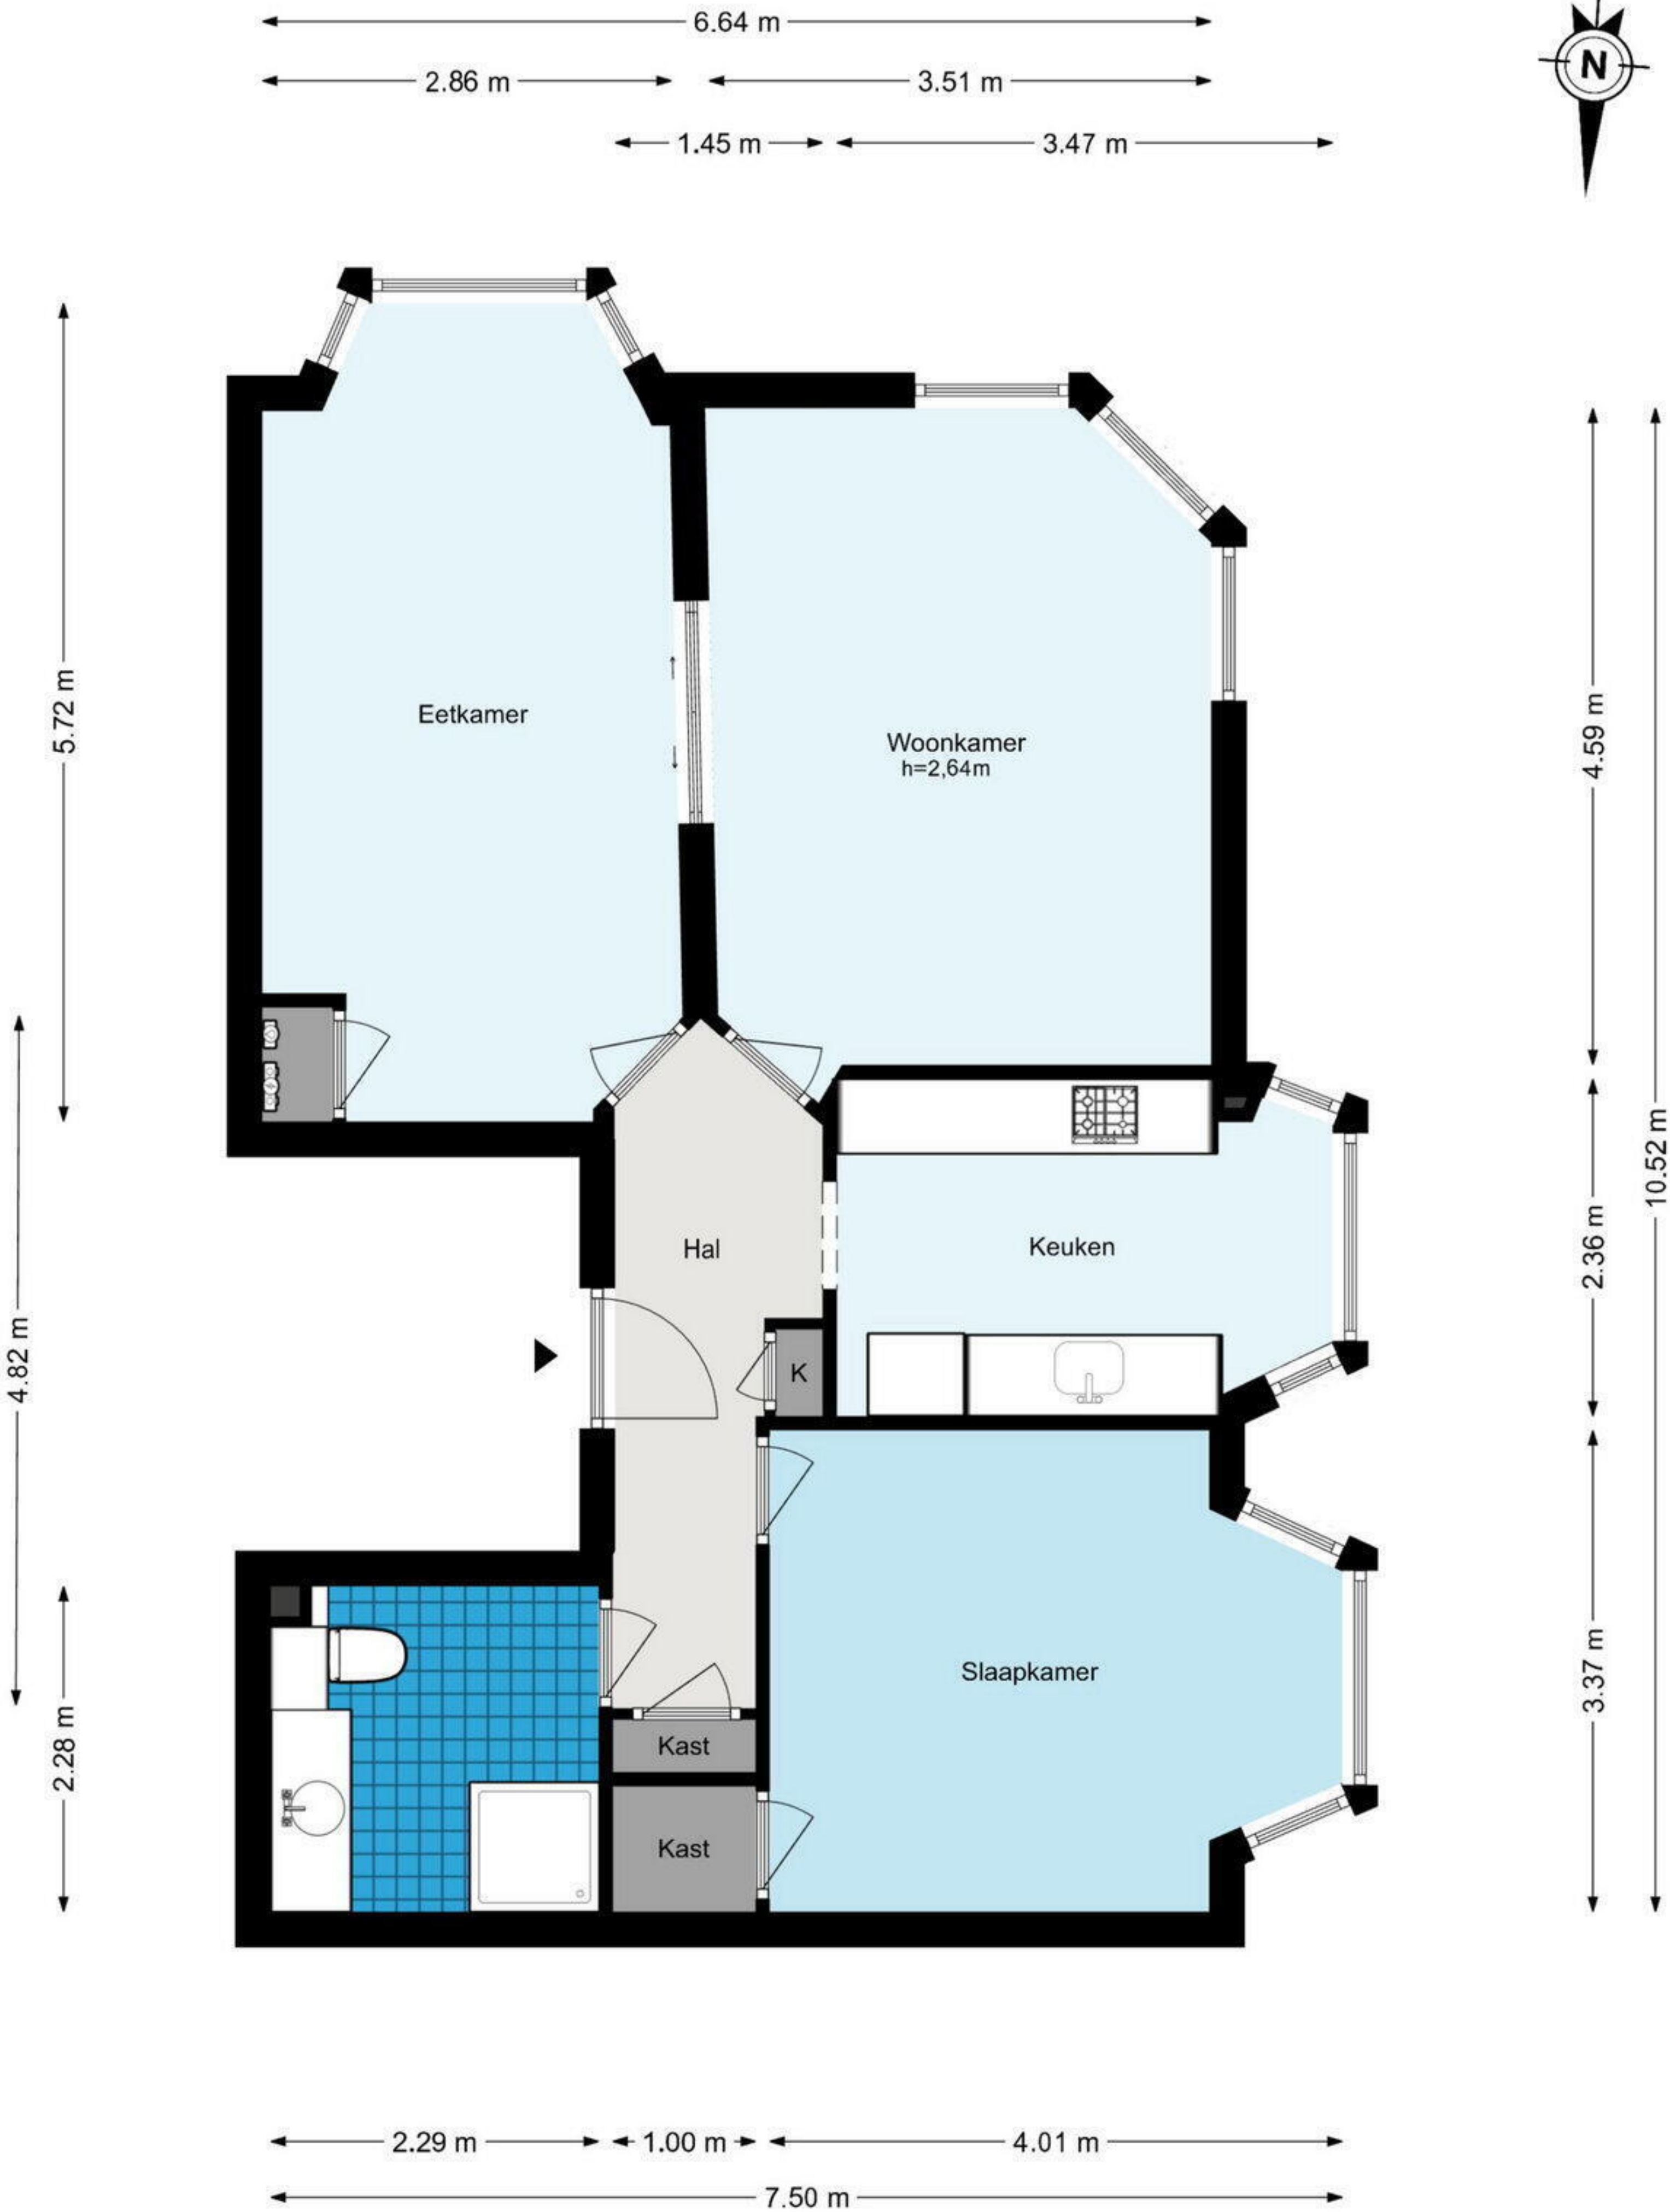 6.64 m
2.86 m
3.51 m
1.45 m
3.47 m
N
5.72 m
Eetkamer
Woonkamer
h=2,64m
4.59 m
10.52 m
Hal
Keuken
2.36 m
4.82 m
K
Slaapkamer
3.37 m
2.28 m
Kast
Kast
2.29 m
1.00 m
4.01 m
7.50 m